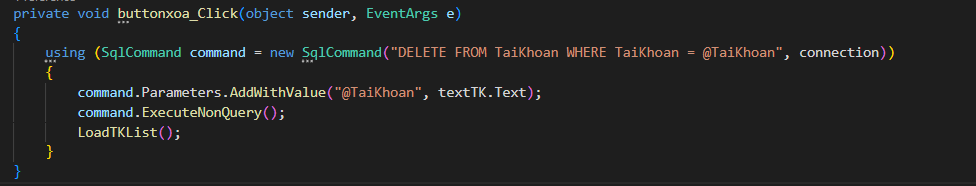 private void buttonxoa_Click(object sender, EventArgs e)
{
using (SqlCommand command = new SqlCommand("DELETE FROM TaiKhoan WHERE TaiKhoan = @TaiKhoan", connection))
{
command.Parameters.AddWithValue("@TaiKhoan", textTK.Text);
command.ExecuteNonQuery();
LoadTKList();
}
}